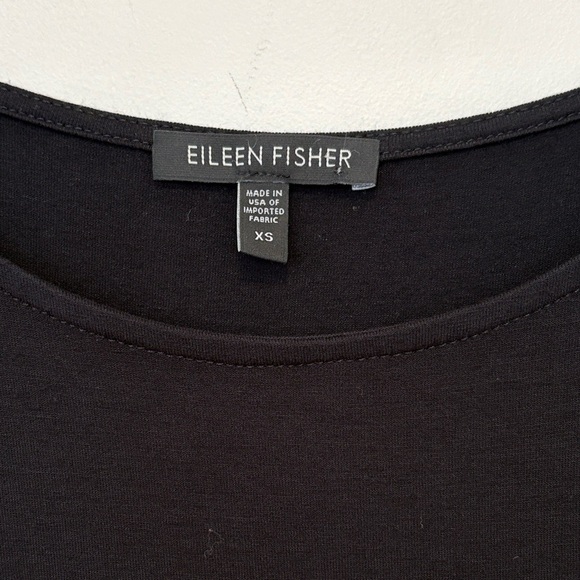 EILEEN FISHER
MADE IN
USA OF
IMPORTED
FABRIC
XS